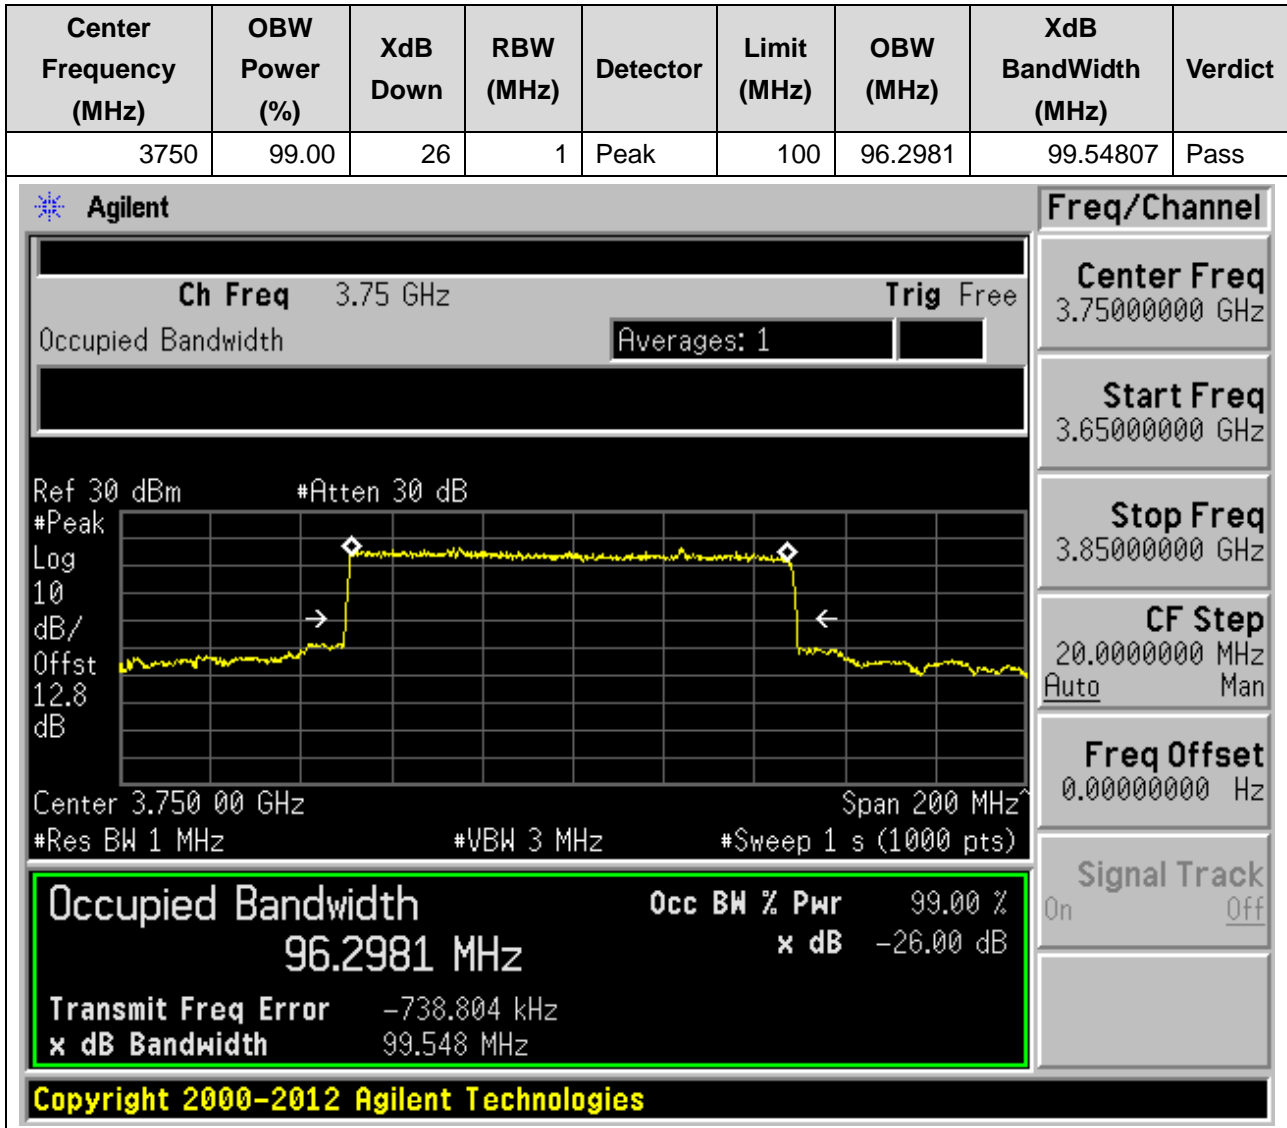 Center Frequency (MHz) OBW Power (%) XdB Down RBW (MHz) Detector Limit (MHz) OBW (MHz) XdB BandWidth (MHz) Verdict
3750 99.00 26 1 Peak 100 96.2981 99.54807 Pass
Agilent
Freq/Channel
Ch Freq 3.75 GHz Trig Free
Occupied Bandwidth Averages: 1
Center Freq
3.75000000 GHz
Start Freq
3.65000000 GHz
Stop Freq
3.85000000 GHz
CF Step
20.0000000 MHz
Auto Man
Freq Offset
0.00000000 Hz
Signal Track
On Off
Ref 30 dBm #Atten 30 dB
#Peak
Log
10
dB/
Offst
12.8
dB
Center 3.750 00 GHz Span 200 MHz^
#Res BW 1 MHz #VBW 3 MHz #Sweep 1 s (1000 pts)
Occupied Bandwidth Occ BW % Pwr 99.00 %
96.2981 MHz x dB -26.00 dB
Transmit Freq Error -738.804 kHz
x dB Bandwidth 99.548 MHz
Copyright 2000-2012 Agilent Technologies